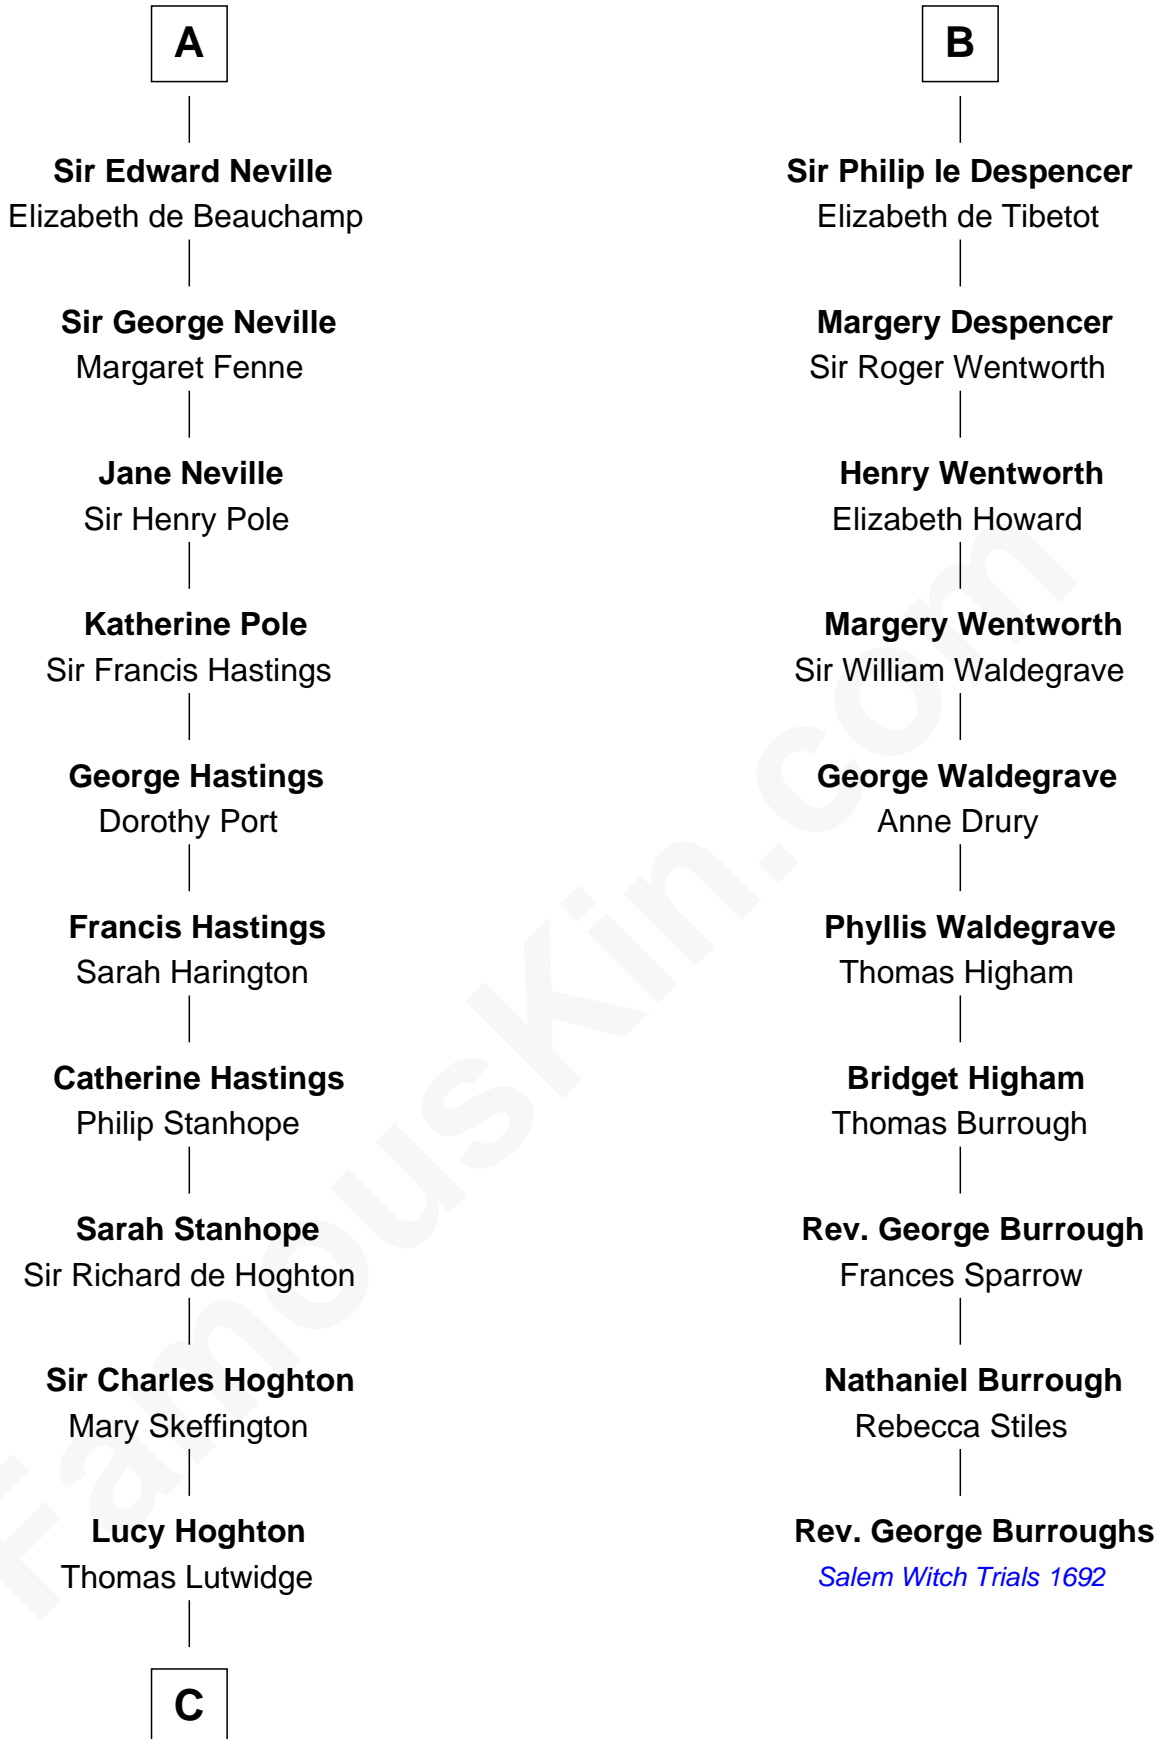 A
Sir Edward Neville
Elizabeth de Beauchamp
Sir George Neville
Margaret Fenne
Jane Neville
Sir Henry Pole
Katherine Pole
Sir Francis Hastings
George Hastings
Dorothy Port
Francis Hastings
Sarah Harington
Catherine Hastings
Philip Stanhope
Sarah Stanhope
Sir Richard de Hoghton
Sir Charles Hoghton
Mary Skeffington
Lucy Hoghton
Thomas Lutwidge
C
B
Sir Philip le Despencer
Elizabeth de Tibetot
Margery Despencer
Sir Roger Wentworth
Henry Wentworth
Elizabeth Howard
Margery Wentworth
Sir William Waldegrave
George Waldegrave
Anne Drury
Phyllis Waldegrave
Thomas Higham
Bridget Higham
Thomas Burrough
Rev. George Burrough
Frances Sparrow
Nathaniel Burrough
Rebecca Stiles
Rev. George Burroughs
Salem Witch Trials 1692
FamousKin.com